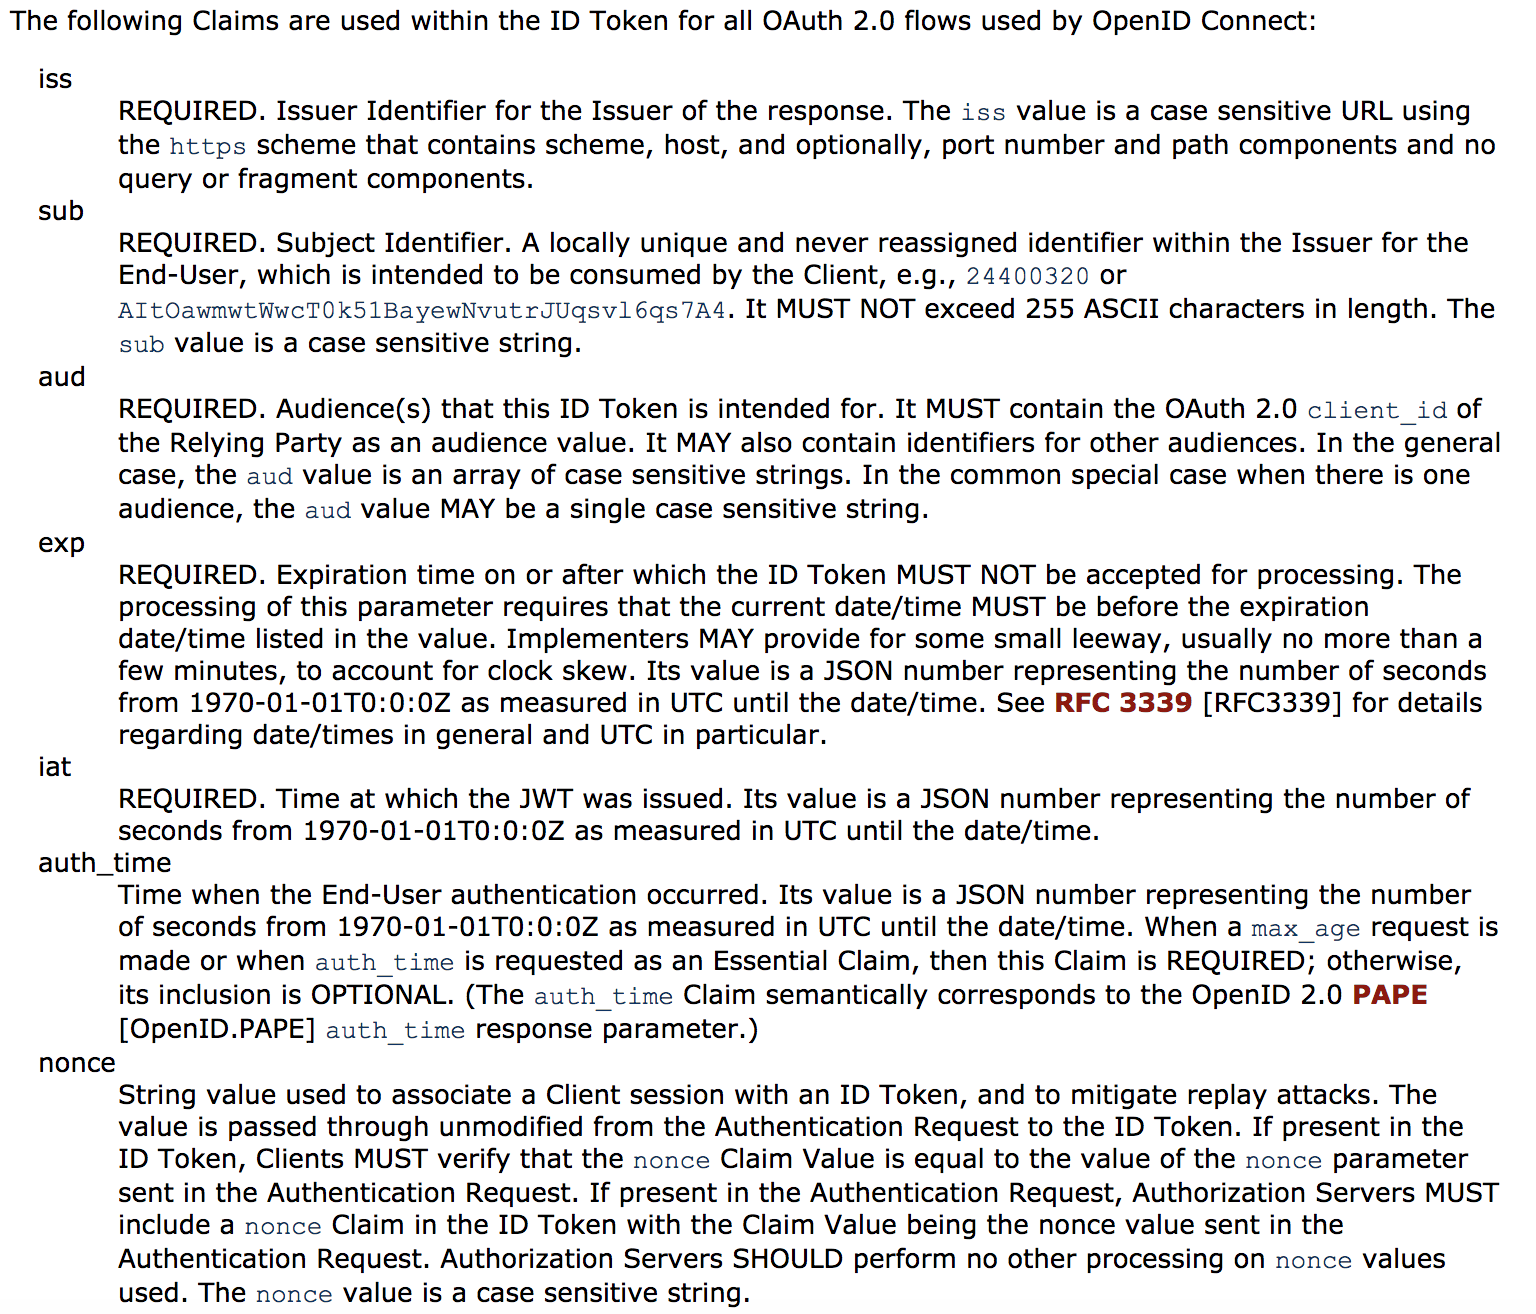 The following Claims are used within the ID Token for all OAuth 2.0 flows used by OpenID Connect:
iss
REQUIRED. Issuer Identifier for the Issuer of the response. The iss value is a case sensitive URL using
the https scheme that contains scheme, host, and optionally, port number and path components and no
query or fragment components.
sub
REQUIRED. Subject Identifier. A locally unique and never reassigned identifier within the Issuer for the
End-User, which is intended to be consumed by the Client, e.g., 24400320 or
AItOawmwtWwcT0k51BayewNvutrJUqsvl6qs7A4. It MUST NOT exceed 255 ASCII characters in length. The
sub value is a case sensitive string.
aud
REQUIRED. Audience(s) that this ID Token is intended for. It MUST contain the OAuth 2.0 client_id of
the Relying Party as an audience value. It MAY also contain identifiers for other audiences. In the general
case, the aud value is an array of case sensitive strings. In the common special case when there is one
audience, the aud value MAY be a single case sensitive string.
exp
REQUIRED. Expiration time on or after which the ID Token MUST NOT be accepted for processing. The
processing of this parameter requires that the current date/time MUST be before the expiration
date/time listed in the value. Implementers MAY provide for some small leeway, usually no more than a
few minutes, to account for clock skew. Its value is a JSON number representing the number of seconds
from 1970-01-01T0:0:0Z as measured in UTC until the date/time. See RFC 3339 [RFC3339] for details
regarding date/times in general and UTC in particular.
iat
REQUIRED. Time at which the JWT was issued. Its value is a JSON number representing the number of
seconds from 1970-01-01T0:0:0Z as measured in UTC until the date/time.
auth_time
Time when the End-User authentication occurred. Its value is a JSON number representing the number
of seconds from 1970-01-01T0:0:0Z as measured in UTC until the date/time. When a max_age request is
made or when auth_time is requested as an Essential Claim, then this Claim is REQUIRED; otherwise,
its inclusion is OPTIONAL. (The auth_time Claim semantically corresponds to the OpenID 2.0 PAPE
[OpenID.PAPE] auth_time response parameter.)
nonce
String value used to associate a Client session with an ID Token, and to mitigate replay attacks. The
value is passed through unmodified from the Authentication Request to the ID Token. If present in the
ID Token, Clients MUST verify that the nonce Claim Value is equal to the value of the nonce parameter
sent in the Authentication Request. If present in the Authentication Request, Authorization Servers MUST
include a nonce Claim in the ID Token with the Claim Value being the nonce value sent in the
Authentication Request. Authorization Servers SHOULD perform no other processing on nonce values
used. The nonce value is a case sensitive string.